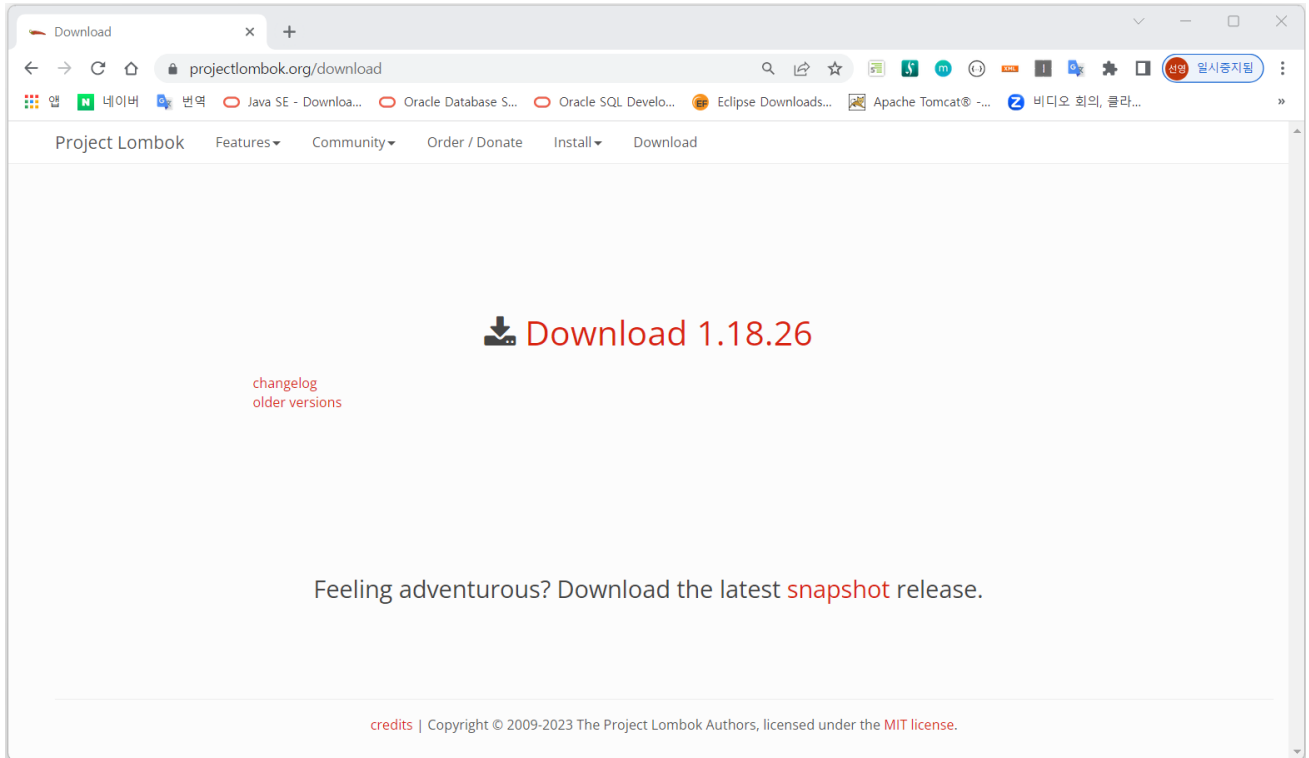 Download
projectlombok.org/download
선영 일시중지됨
앱 네이버 번역 Java SE - Downloa... Oracle Database S... Oracle SQL Develo... Eclipse Downloads... Apache Tomcat® -... 비디오 회의, 클라... »
Project Lombok Features Community Order / Donate Install Download
Download 1.18.26
changelog
older versions
Feeling adventurous? Download the latest snapshot release.
credits | Copyright © 2009-2023 The Project Lombok Authors, licensed under the MIT license.